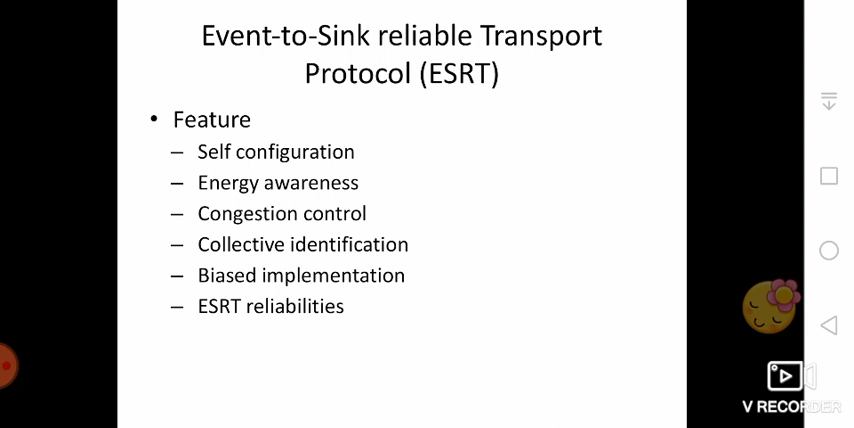 Event-to-Sink reliable Transport
Protocol (ESRT)
• Feature
– Self configuration
– Energy awareness
– Congestion control
– Collective identification
– Biased implementation
– ESRT reliabilities
V RECORDER